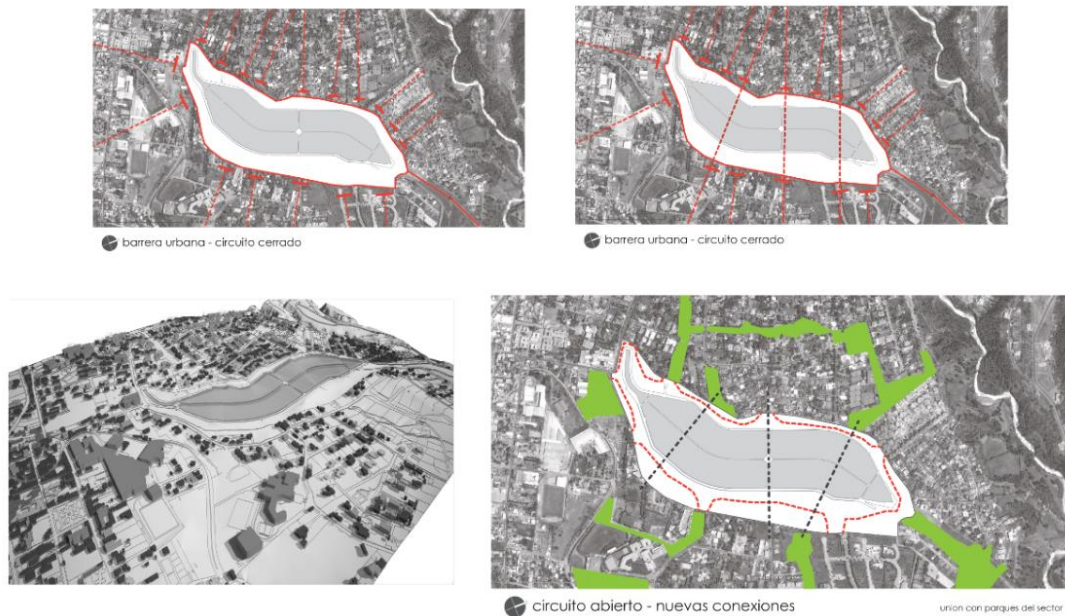 barrera urbana - circuito cerrado
barrera urbana - circuito cerrado
circuito abierto - nuevas conexiones
union con parques del sector